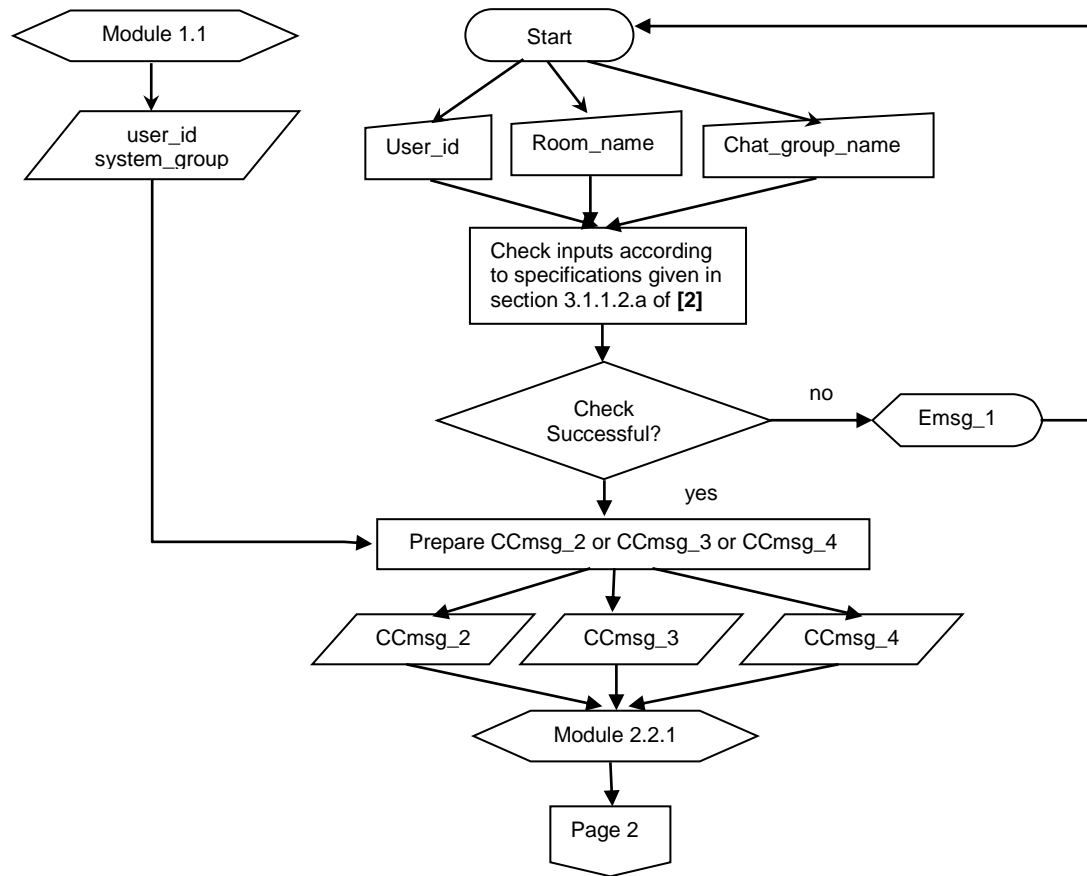 Module 1.1
Start
user_id
system_group
User_id
Room_name
Chat_group_name
Check inputs according
to specifications given in
section 3.1.1.2.a of [2]
Check
Successful?
no
Emsg_1
yes
Prepare CCmsg_2 or CCmsg_3 or CCmsg_4
CCmsg_2
CCmsg_3
CCmsg_4
Module 2.2.1
Page 2